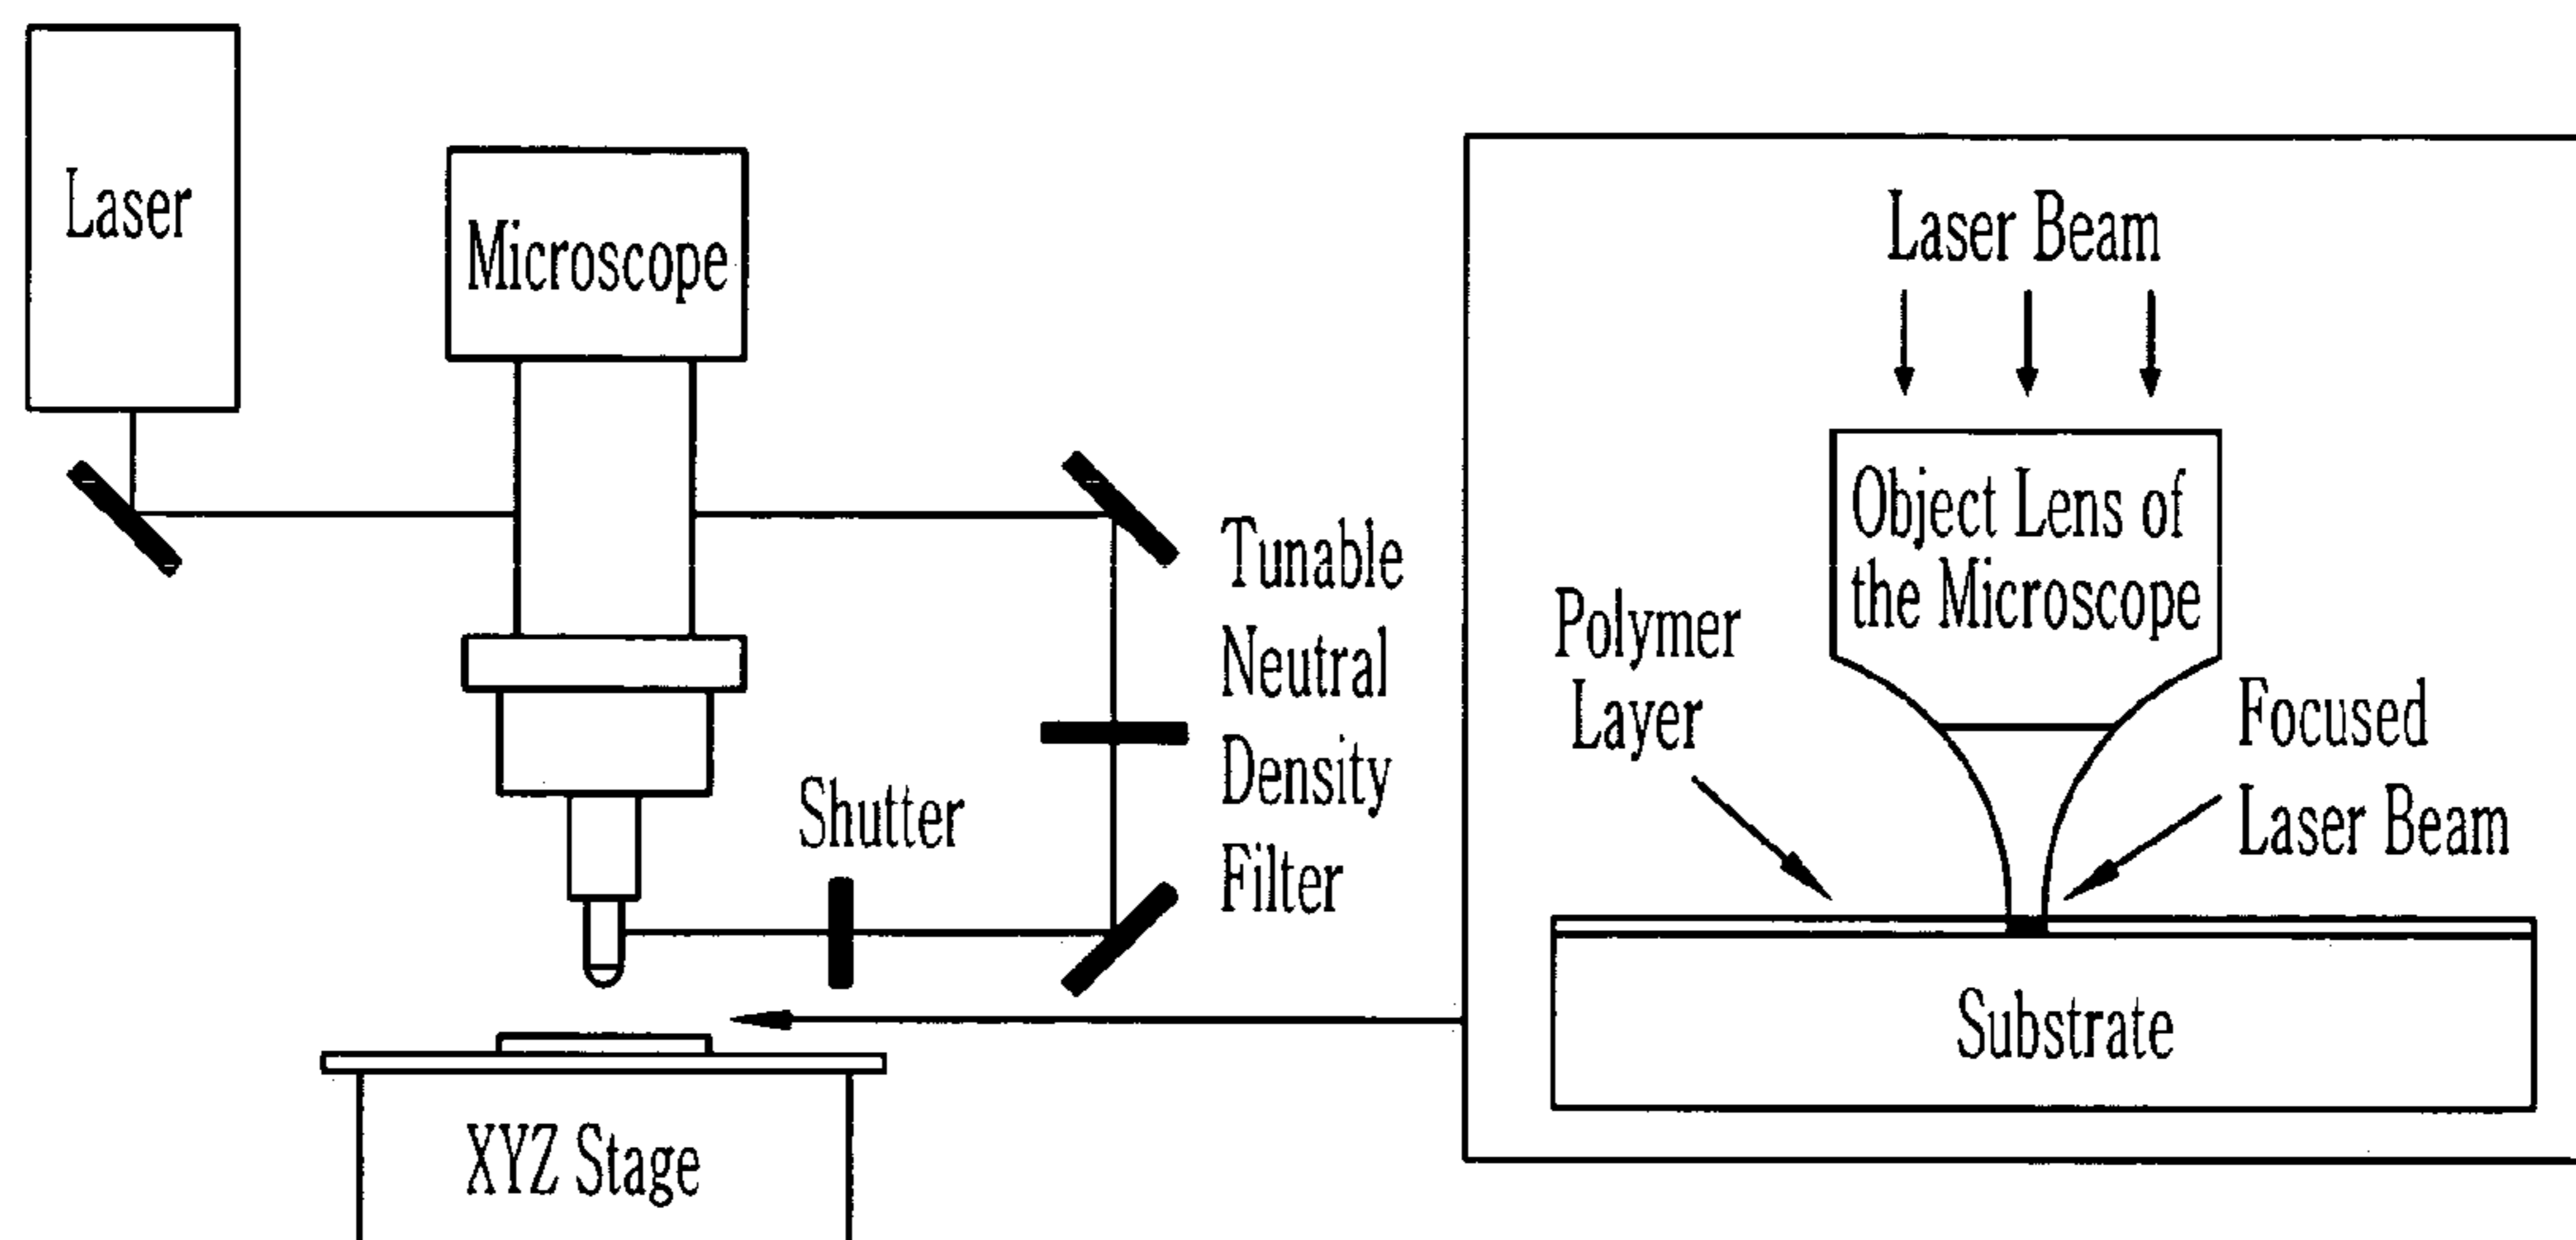 Laser
Microscope
Tunable
Neutral
Density
Filter
Shutter
XYZ Stage
Laser Beam
Object Lens of
the Microscope
Polymer
Layer
Focused
Laser Beam
Substrate